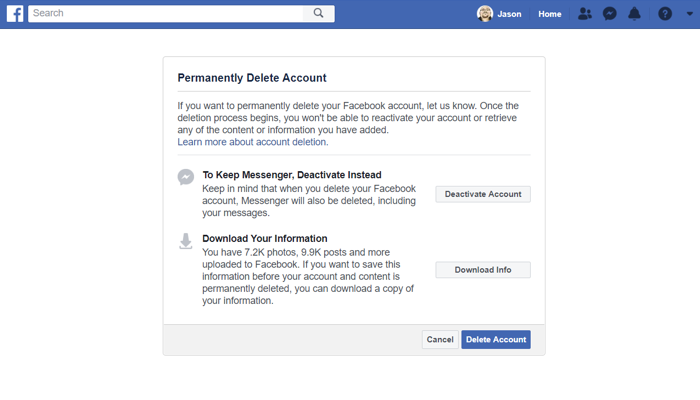 f
Search
Jason
Home
Permanently Delete Account
If you want to permanently delete your Facebook account, let us know. Once the
deletion process begins, you won't be able to reactivate your account or retrieve
any of the content or information you have added.
Learn more about account deletion.
To Keep Messenger, Deactivate Instead
Keep in mind that when you delete your Facebook
account, Messenger will also be deleted, including
your messages.
Deactivate Account
Download Your Information
You have 7.2K photos, 9.9K posts and more
uploaded to Facebook. If you want to save this
information before your account and content is
permanently deleted, you can download a copy of
your information.
Download Info
Cancel
Delete Account